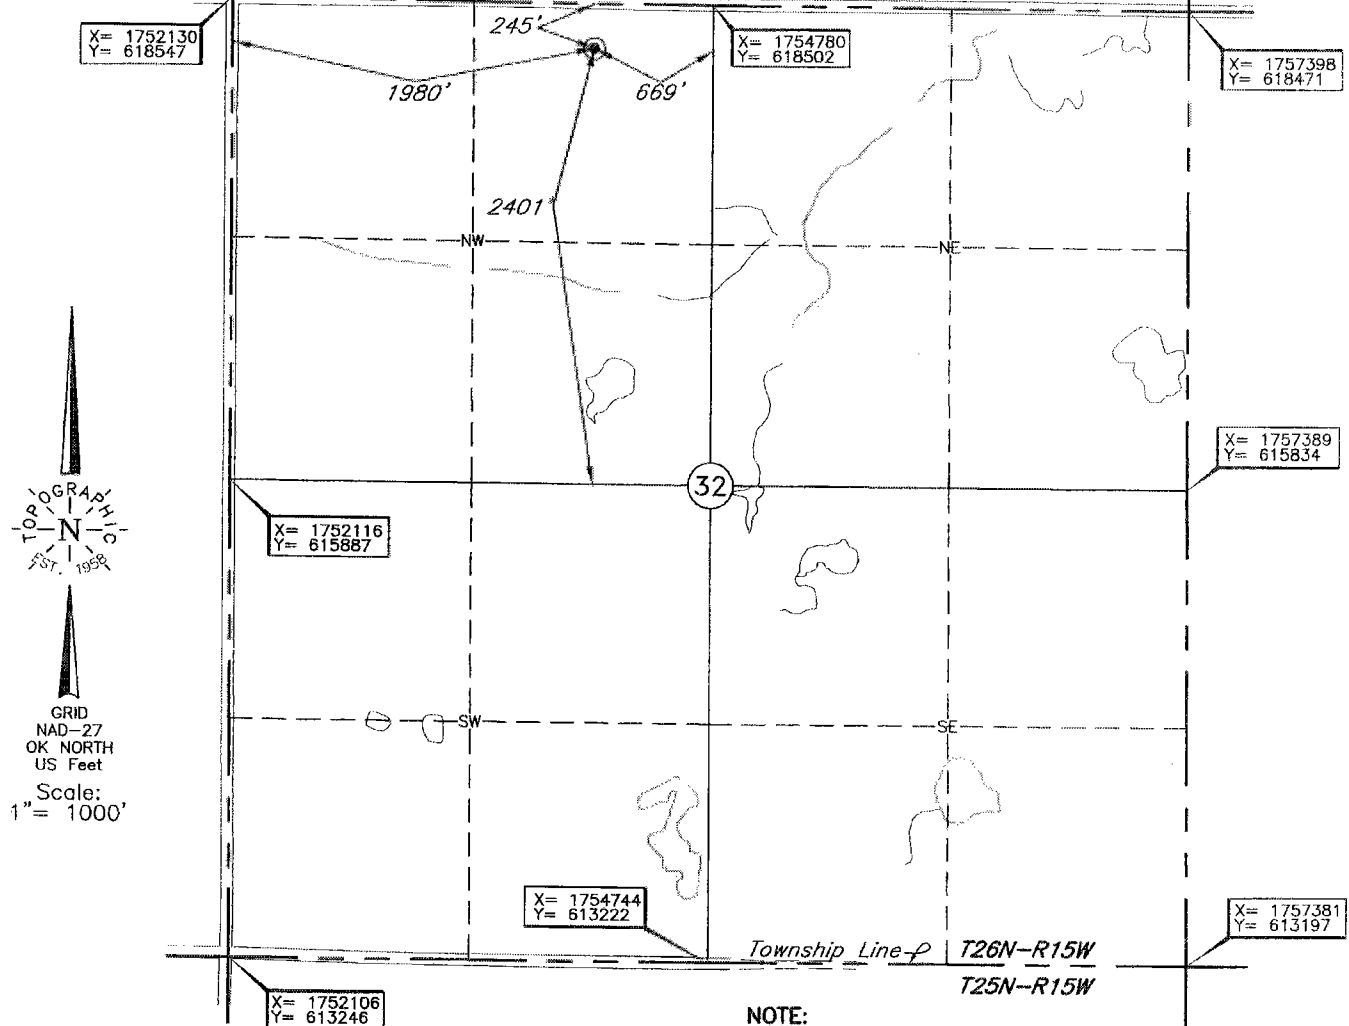 X= 1752130
Y= 618547
245'
X= 1754780
Y= 618502
X= 1757398
Y= 618471
1980'
669'
2401
NW
NE
X= 1757389
Y= 615834
32
TOPOGRAPHIC
N
EST. 1958
X= 1752116
Y= 615887
GRID
NAD-27
OK NORTH
US Feet
Scale:
1"= 1000'
SW
SE
X= 1754744
Y= 613222
X= 1757381
Y= 613197
Township Line
T26N-R15W
T25N-R15W
X= 1752106
Y= 613246
NOTE: